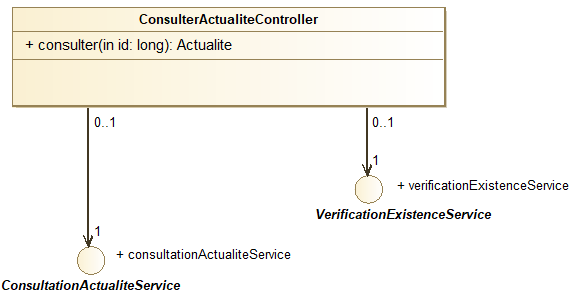 ConsulterActualiteController
+ consulter(in id: long): Actualite
0..1
0..1
1
+ verificationExistenceService
VerificationExistenceService
1
+ consultationActualiteService
ConsultationActualiteService